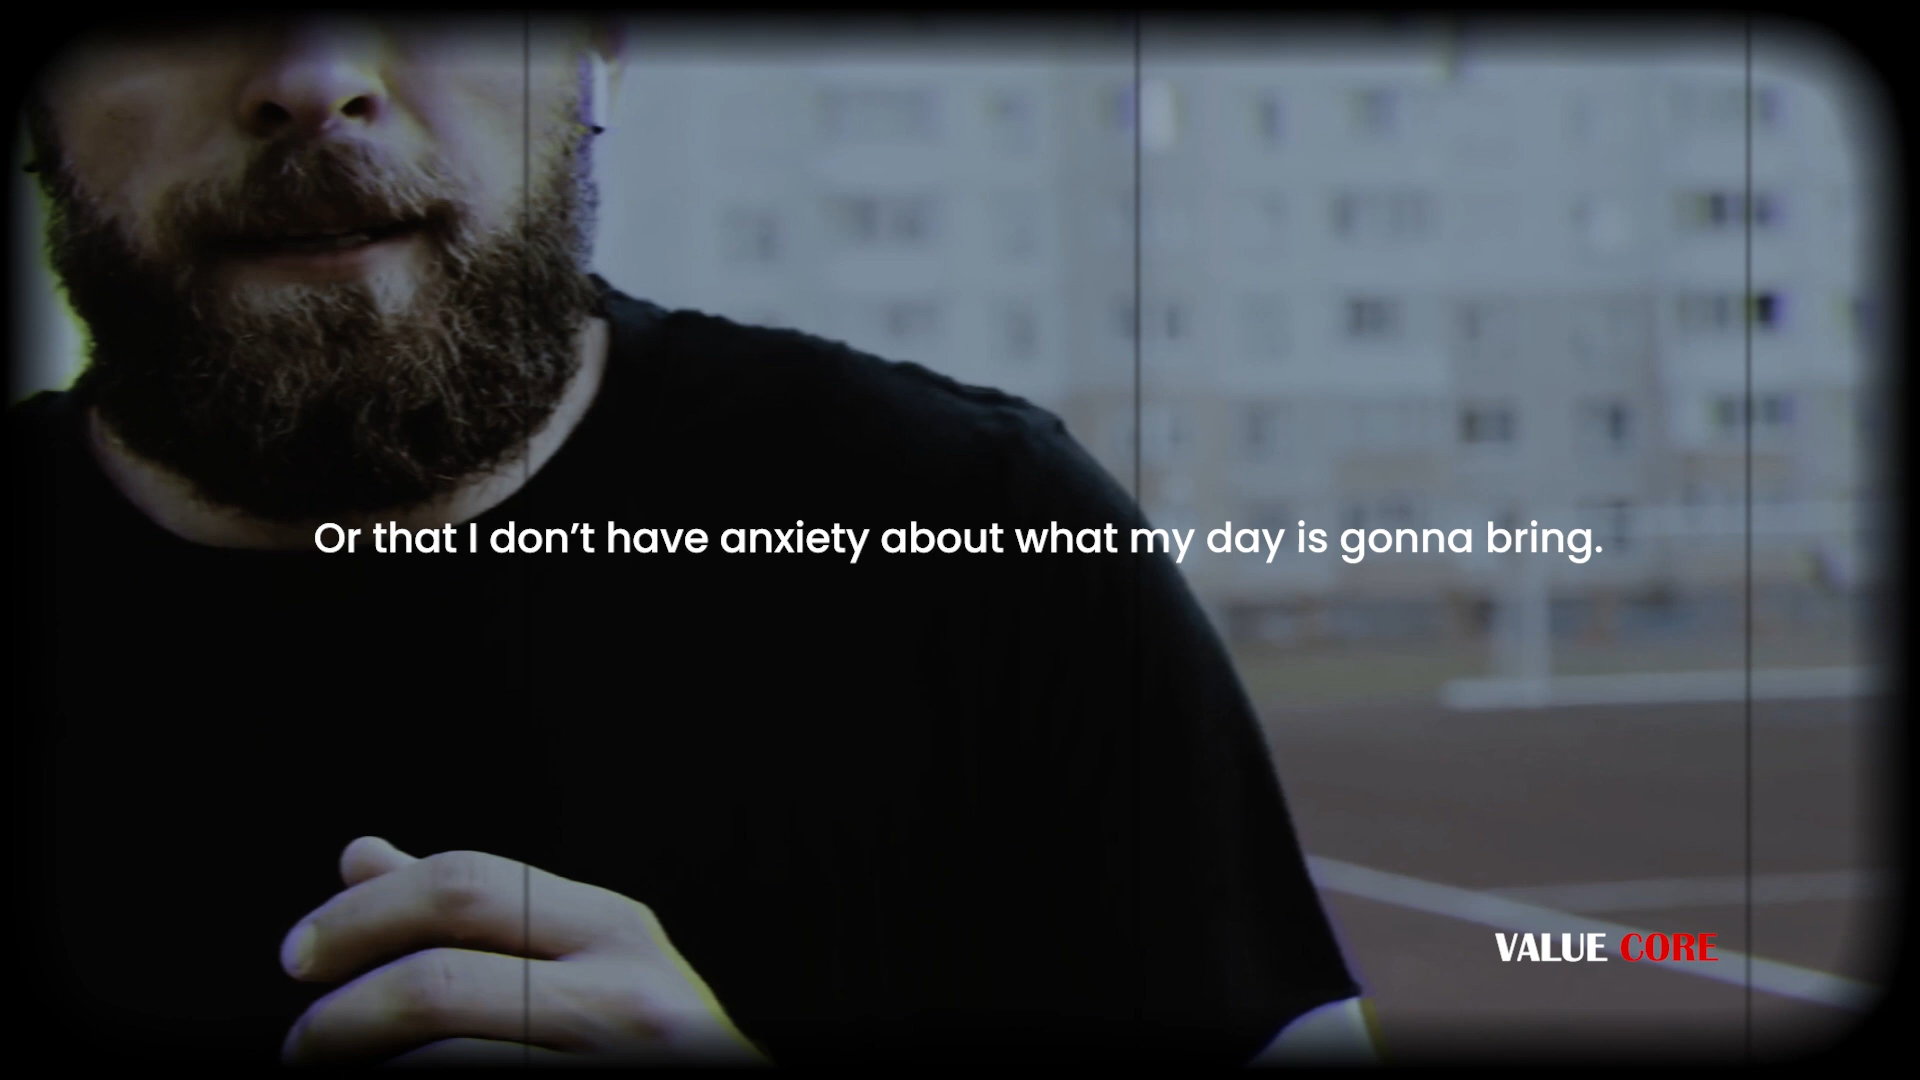 Or that I don’t have anxiety about what my day is gonna bring.
VALUE CORE